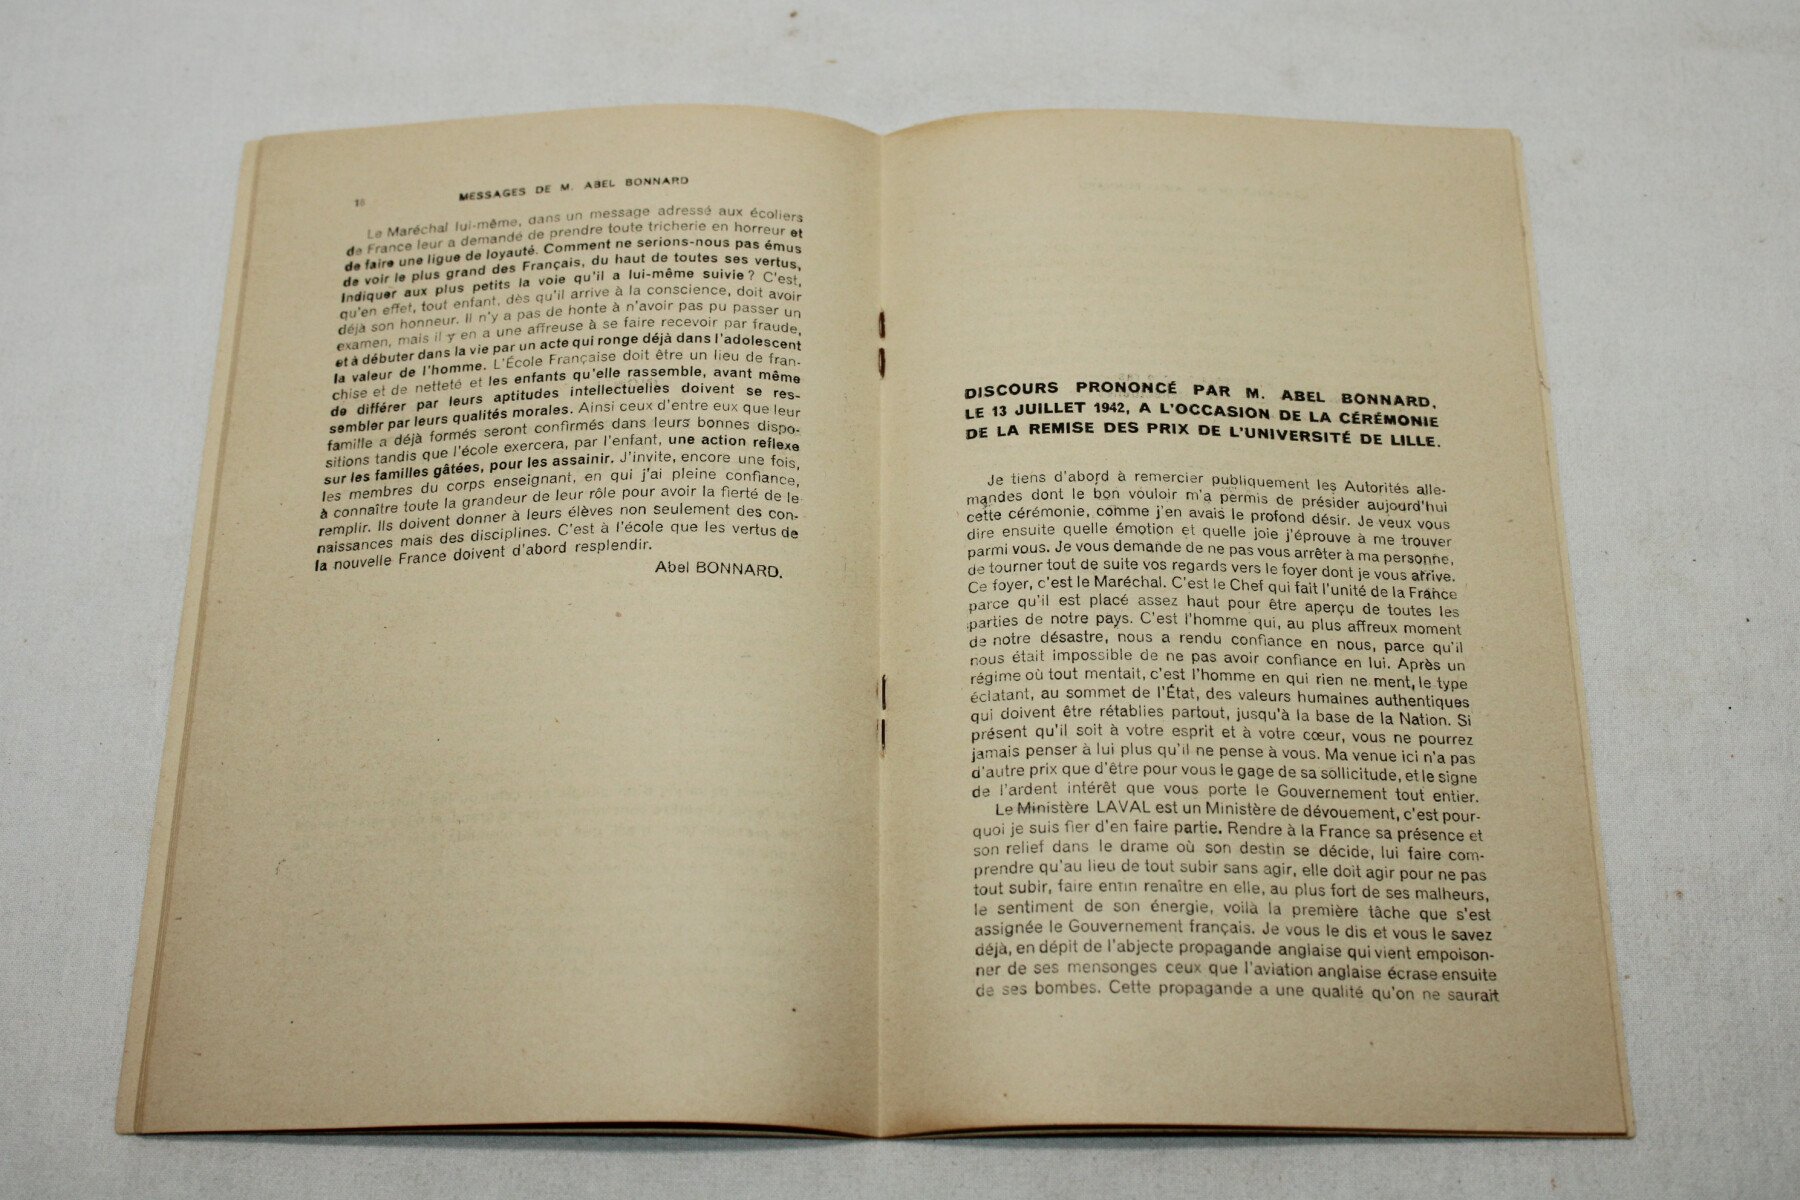 16
MESSAGES DE M. ABEL BONNARD
Le Maréchal lui-même, dans un message adressé aux écoliers
de France leur a demandé de prendre toute tricherie en horreur et
de faire une ligue de loyauté. Comment ne serions-nous pas émus
de voir le plus grand des Français, du haut de toutes ses vertus,
Indiquer aux plus petits la voie qu'il a lui-même suivie ? C'est,
qu'en effet, tout enfant, dès qu'il arrive à la conscience, doit avoir
déjà son honneur. Il n'y a pas de honte à n'avoir pas pu passer un
examen, mais il y en a une affreuse à se faire recevoir par fraude,
et à débuter dans la vie par un acte qui ronge déjà dans l'adolescent
la valeur de l'homme. L'École Française doit être un lieu de fran-
chise et de netteté et les enfants qu'elle rassemble, avant même
de différer par leurs aptitudes intellectuelles doivent se res-
sembler par leurs qualités morales. Ainsi ceux d'entre eux que leur
famille a déjà formés seront confirmés dans leurs bonnes dispo-
sitions tandis que l'école exercera, par l'enfant, une action reflexe
sur les familles gâtées, pour les assainir. J'invite, encore une fois,
les membres du corps enseignant, en qui j'ai pleine confiance,
à connaître toute la grandeur de leur rôle pour avoir la fierté de le
remplir. Ils doivent donner à leurs élèves non seulement des con-
naissances mais des disciplines. C'est à l'école que les vertus de
la nouvelle France doivent d'abord resplendir.
Abel BONNARD.
DISCOURS PRONONCÉ PAR M. ABEL BONNARD,
LE 13 JUILLET 1942, A L'OCCASION DE LA CÉRÉMONIE
DE LA REMISE DES PRIX DE L'UNIVERSITÉ DE LILLE.
Je tiens d'abord à remercier publiquement les Autorités alle-
mandes dont le bon vouloir m'a permis de présider aujourd'hui
cette cérémonie, comme j'en avais le profond désir. Je veux vous
dire ensuite quelle émotion et quelle joie j'éprouve à me trouver
parmi vous. Je vous demande de ne pas vous arrêter à ma personne,
de tourner tout de suite vos regards vers le foyer dont je vous arrive.
Ce foyer, c'est le Maréchal. C'est le Chef qui fait l'unité de la France
parce qu'il est placé assez haut pour être aperçu de toutes les
parties de notre pays. C'est l'homme qui, au plus affreux moment
de notre désastre, nous a rendu confiance en nous, parce qu'il
nous était impossible de ne pas avoir confiance en lui. Après un
régime où tout mentait, c'est l'homme en qui rien ne ment, le type
éclatant, au sommet de l'État, des valeurs humaines authentiques
qui doivent être rétablies partout, jusqu'à la base de la Nation. Si
présent qu'il soit à votre esprit et à votre cœur, vous ne pourrez
jamais penser à lui plus qu'il ne pense à vous. Ma venue ici n'a pas
d'autre prix que d'être pour vous le gage de sa sollicitude, et le signe
de l'ardent intérêt que vous porte le Gouvernement tout entier.
Le Ministère LAVAL est un Ministère de dévouement, c'est pour-
quoi je suis fier d'en faire partie. Rendre à la France sa présence et
son relief dans le drame où son destin se décide, lui faire com-
prendre qu'au lieu de tout subir sans agir, elle doit agir pour ne pas
tout subir, faire enfin renaître en elle, au plus fort de ses malheurs,
le sentiment de son énergie, voilà la première tâche que s'est
assignée le Gouvernement français. Je vous le dis et vous le savez
déjà, en dépit de l'abjecte propagande anglaise qui vient empoison-
ner de ses mensonges ceux que l'aviation anglaise écrase ensuite
de ses bombes. Cette propagande a une qualité qu'on ne saurait